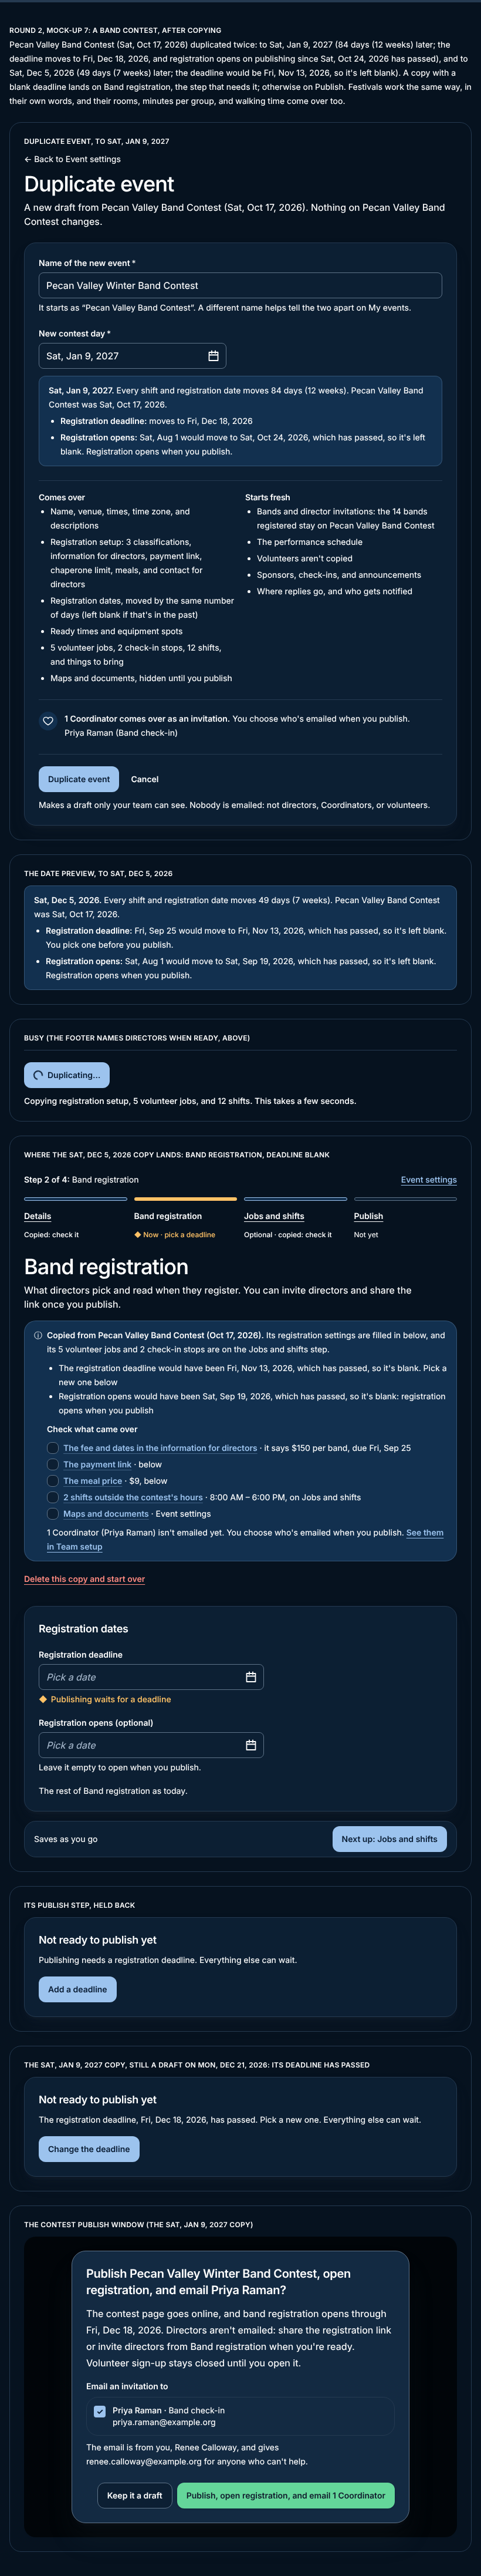 ROUND 2, MOCK-UP 7: A BAND CONTEST, AFTER COPYING
Pecan Valley Band Contest (Sat, Oct 17, 2026) duplicated twice: to Sat, Jan 9, 2027 (84 days (12 weeks) later; the
deadline moves to Fri, Dec 18, 2026, and registration opens on publishing since Sat, Oct 24, 2026 has passed), and to
Sat, Dec 5, 2026 (49 days (7 weeks) later; the deadline would be Fri, Nov 13, 2026, so it's left blank). A copy with a
blank deadline lands on Band registration, the step that needs it; otherwise on Publish. Festivals work the same way, in
their own words, and their rooms, minutes per group, and walking time come over too.
DUPLICATE EVENT, TO SAT, JAN 9, 2027
← Back to Event settings
Duplicate event
A new draft from Pecan Valley Band Contest (Sat, Oct 17, 2026). Nothing on Pecan Valley Band
Contest changes.
Name of the new event *
Pecan Valley Winter Band Contest
It starts as “Pecan Valley Band Contest”. A different name helps tell the two apart on My events.
New contest day *
Sat, Jan 9, 2027
Sat, Jan 9, 2027. Every shift and registration date moves 84 days (12 weeks). Pecan Valley Band
Contest was Sat, Oct 17, 2026.
• Registration deadline: moves to Fri, Dec 18, 2026
• Registration opens: Sat, Aug 1 would move to Sat, Oct 24, 2026, which has passed, so it's left
blank. Registration opens when you publish.
Comes over
• Name, venue, times, time zone, and
descriptions
• Registration setup: 3 classifications,
information for directors, payment link,
chaperone limit, meals, and contact for
directors
• Registration dates, moved by the same number
of days (left blank if that's in the past)
• Ready times and equipment spots
• 5 volunteer jobs, 2 check-in stops, 12 shifts,
and things to bring
• Maps and documents, hidden until you publish
Starts fresh
• Bands and director invitations: the 14 bands
registered stay on Pecan Valley Band Contest
• The performance schedule
• Volunteers aren't copied
• Sponsors, check-ins, and announcements
• Where replies go, and who gets notified
1 Coordinator comes over as an invitation. You choose who's emailed when you publish.
Priya Raman (Band check-in)
Duplicate event
Cancel
Makes a draft only your team can see. Nobody is emailed: not directors, Coordinators, or volunteers.
THE DATE PREVIEW, TO SAT, DEC 5, 2026
Sat, Dec 5, 2026. Every shift and registration date moves 49 days (7 weeks). Pecan Valley Band Contest
was Sat, Oct 17, 2026.
• Registration deadline: Fri, Sep 25 would move to Fri, Nov 13, 2026, which has passed, so it's left blank.
You pick one before you publish.
• Registration opens: Sat, Aug 1 would move to Sat, Sep 19, 2026, which has passed, so it's left blank.
Registration opens when you publish.
BUSY (THE FOOTER NAMES DIRECTORS WHEN READY, ABOVE)
Duplicating…
Copying registration setup, 5 volunteer jobs, and 12 shifts. This takes a few seconds.
WHERE THE SAT, DEC 5, 2026 COPY LANDS: BAND REGISTRATION, DEADLINE BLANK
Step 2 of 4: Band registration
Event settings
Details
Copied: check it
Band registration
◆ Now · pick a deadline
Jobs and shifts
Optional · copied: check it
Publish
Not yet
Band registration
What directors pick and read when they register. You can invite directors and share the
link once you publish.
Copied from Pecan Valley Band Contest (Oct 17, 2026). Its registration settings are filled in below, and
its 5 volunteer jobs and 2 check-in stops are on the Jobs and shifts step.
• The registration deadline would have been Fri, Nov 13, 2026, which has passed, so it's blank. Pick a
new one below
• Registration opens would have been Sat, Sep 19, 2026, which has passed, so it's blank: registration
opens when you publish
Check what came over
The fee and dates in the information for directors · it says $150 per band, due Fri, Sep 25
The payment link · below
The meal price · $9, below
2 shifts outside the contest's hours · 8:00 AM – 6:00 PM, on Jobs and shifts
Maps and documents · Event settings
1 Coordinator (Priya Raman) isn't emailed yet. You choose who's emailed when you publish. See them
in Team setup
Delete this copy and start over
Registration dates
Registration deadline
Pick a date
◆ Publishing waits for a deadline
Registration opens (optional)
Pick a date
Leave it empty to open when you publish.
The rest of Band registration as today.
Saves as you go
Next up: Jobs and shifts
ITS PUBLISH STEP, HELD BACK
Not ready to publish yet
Publishing needs a registration deadline. Everything else can wait.
Add a deadline
THE SAT, JAN 9, 2027 COPY, STILL A DRAFT ON MON, DEC 21, 2026: ITS DEADLINE HAS PASSED
Not ready to publish yet
The registration deadline, Fri, Dec 18, 2026, has passed. Pick a new one. Everything else can wait.
Change the deadline
THE CONTEST PUBLISH WINDOW (THE SAT, JAN 9, 2027 COPY)
Publish Pecan Valley Winter Band Contest, open
registration, and email Priya Raman?
The contest page goes online, and band registration opens through
Fri, Dec 18, 2026. Directors aren't emailed: share the registration link
or invite directors from Band registration when you're ready.
Volunteer sign-up stays closed until you open it.
Email an invitation to
Priya Raman · Band check-in
priya.raman@example.org
The email is from you, Renee Calloway, and gives
renee.calloway@example.org for anyone who can't help.
Keep it a draft
Publish, open registration, and email 1 Coordinator